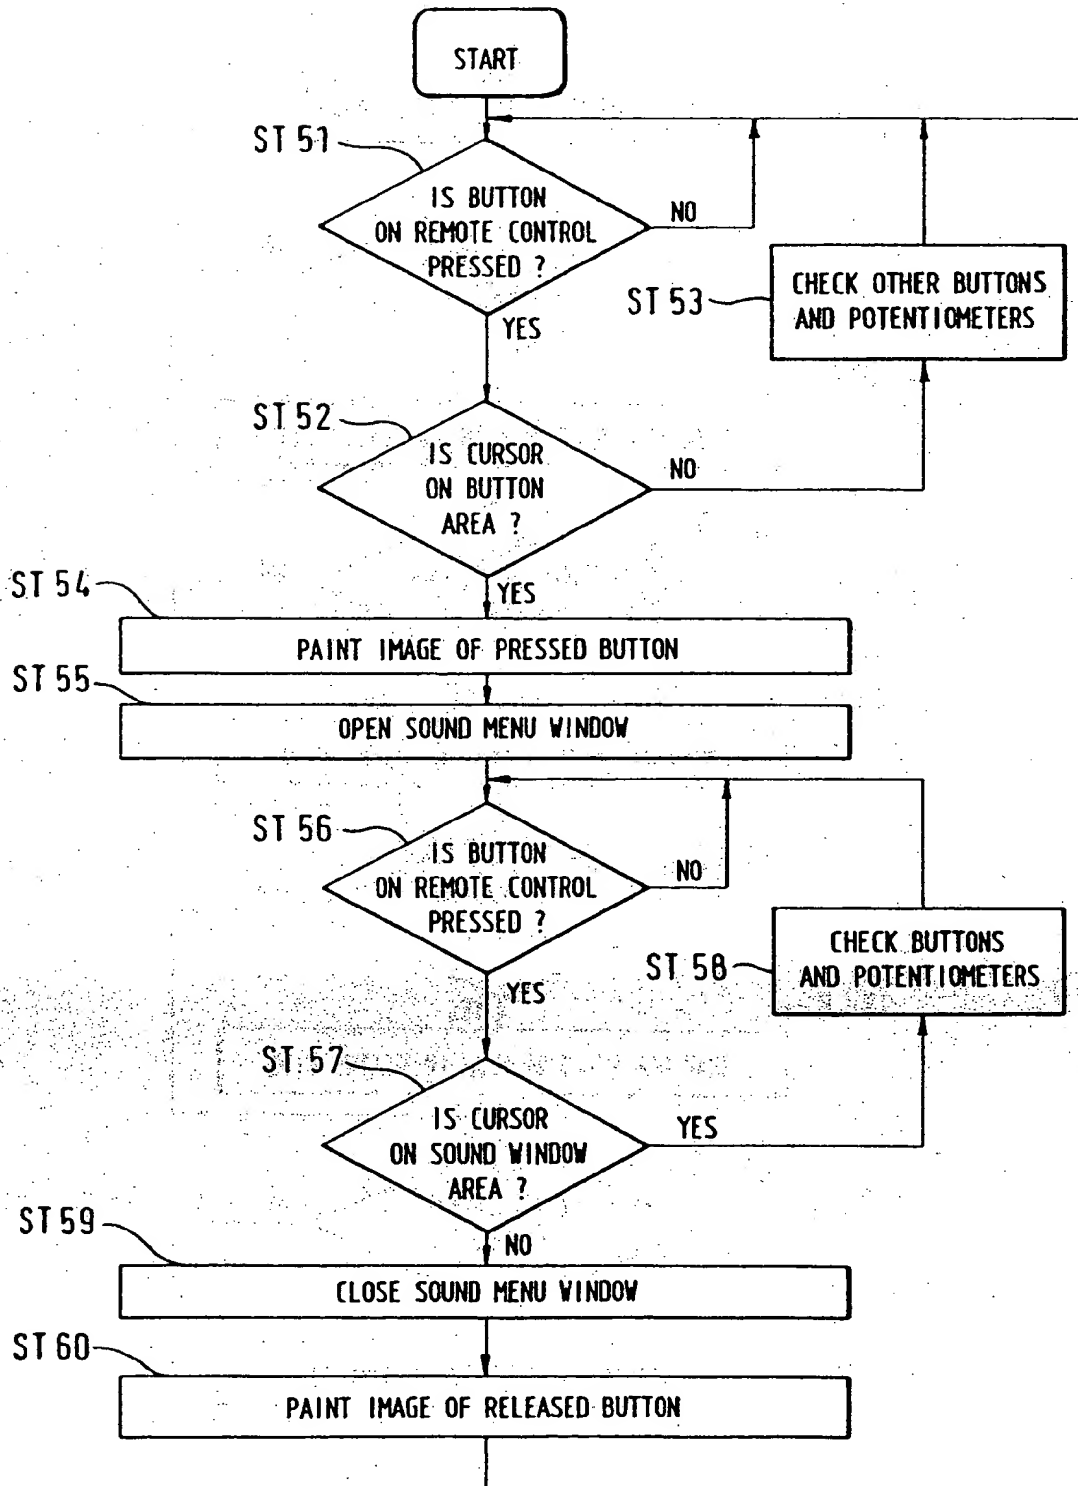 START
ST 51
IS BUTTON
ON REMOTE CONTROL
PRESSED ?
NO
YES
ST 53
CHECK OTHER BUTTONS
AND POTENTIOMETERS
ST 52
IS CURSOR
ON BUTTON
AREA ?
NO
YES
ST 54
PAINT IMAGE OF PRESSED BUTTON
ST 55
OPEN SOUND MENU WINDOW
ST 56
IS BUTTON
ON REMOTE CONTROL
PRESSED ?
NO
YES
ST 58
CHECK BUTTONS
AND POTENTIOMETERS
ST 57
IS CURSOR
ON SOUND WINDOW
AREA ?
YES
NO
ST 59
CLOSE SOUND MENU WINDOW
ST 60
PAINT IMAGE OF RELEASED BUTTON